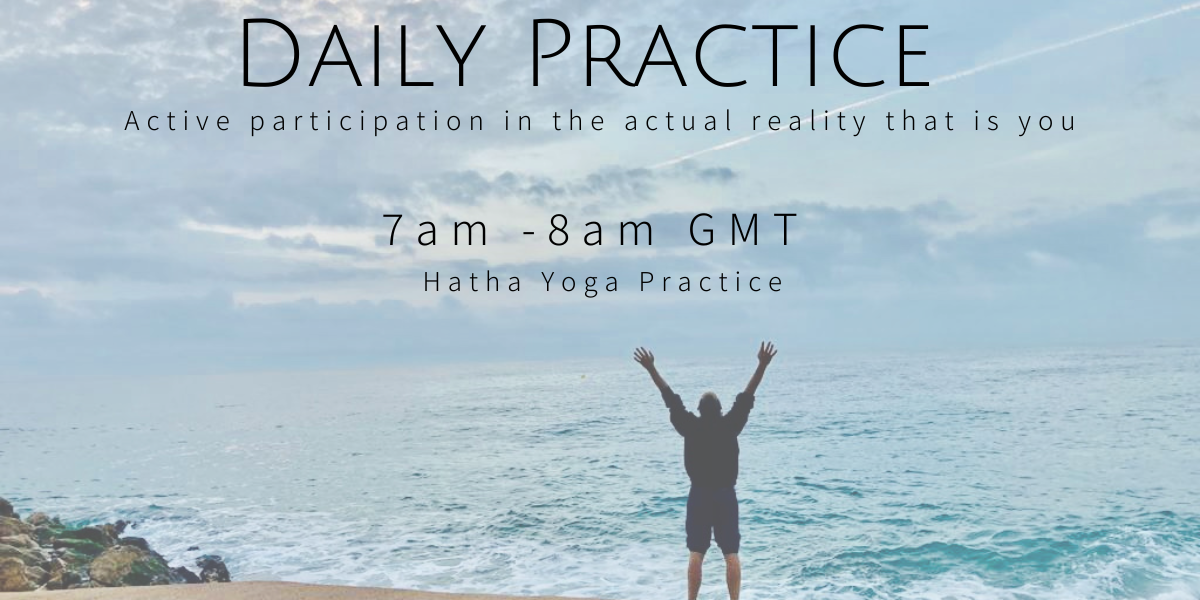 Daily Practice
Active participation in the actual reality that is you
7am -8am GMT
Hatha Yoga Practice